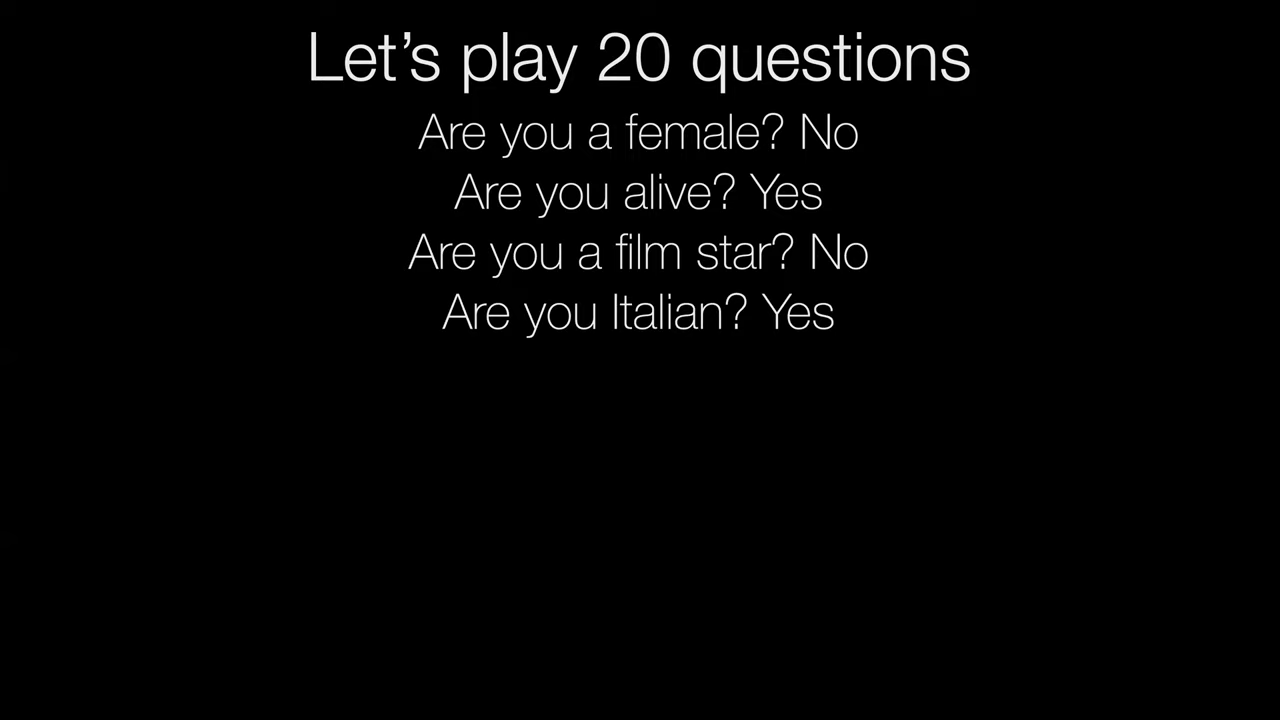 Let’s play 20 questions
Are you a female? No
Are you alive? Yes
Are you a film star? No
Are you Italian? Yes